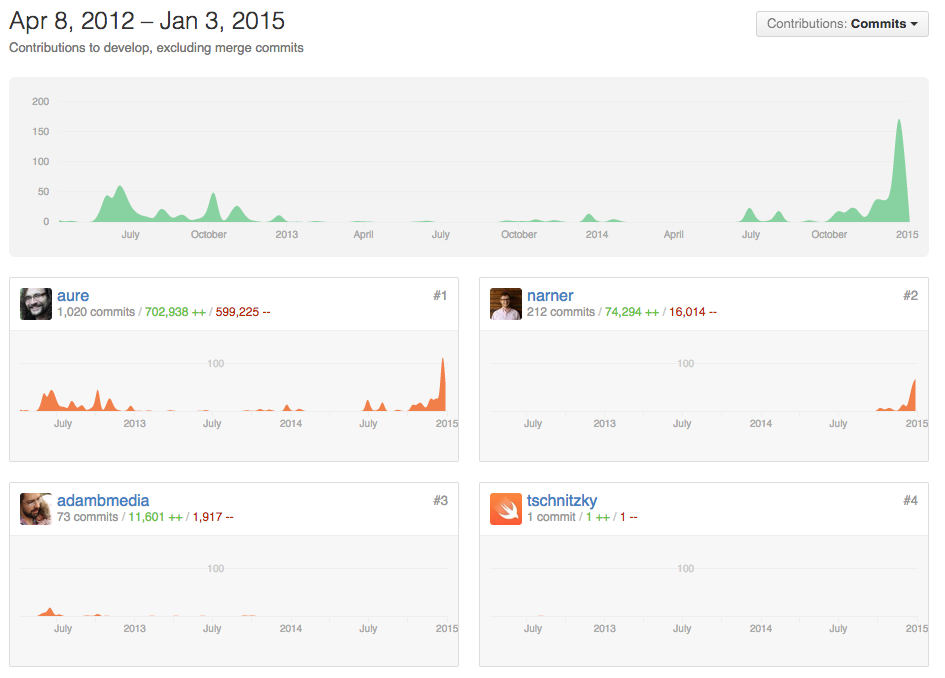 Apr 8, 2012 – Jan 3, 2015
Contributions: Commits
Contributions to develop, excluding merge commits
200
150
100
50
0
July October 2013 April July October 2014 April July October 2015
aure #1
1,020 commits / 702,938 ++ / 599,225 --
100
July 2013 July 2014 July 2015
narner #2
212 commits / 74,294 ++ / 16,014 --
100
July 2013 July 2014 July 2015
adambmedia #3
73 commits / 11,601 ++ / 1,917 --
100
July 2013 July 2014 July 2015
tschnitzky #4
1 commit / 1 ++ / 1 --
100
July 2013 July 2014 July 2015